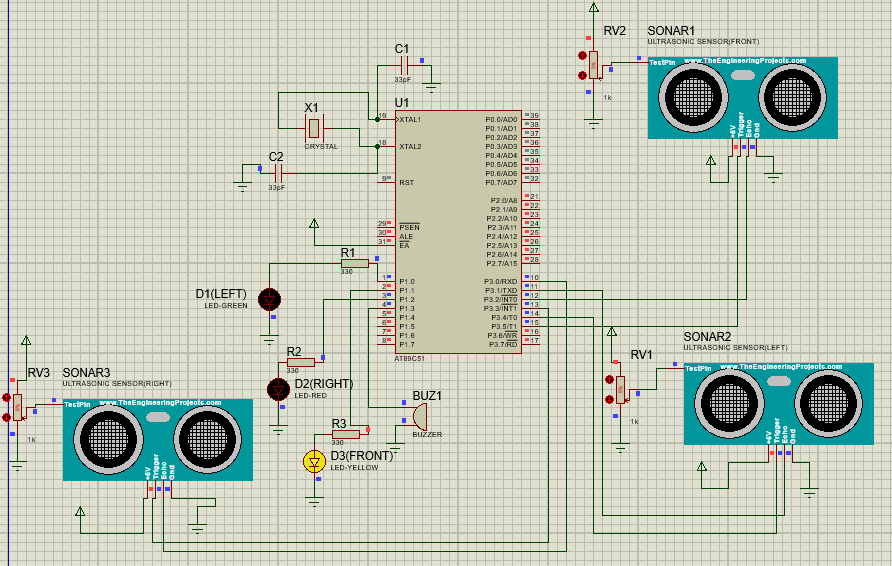 RV2
SONAR1
ULTRASONIC SENSOR(FRONT)
TestPin
www.TheEngineeringProjects.com
1k
+5V
Trigger
Echo
Gnd
C1
33pF
U1
X1
CRYSTAL
C2
33pF
19 XTAL1
18 XTAL2
9 RST
29 PSEN
30 ALE
31 EA
1 P1.0
2 P1.1
3 P1.2
4 P1.3
5 P1.4
6 P1.5
7 P1.6
8 P1.7
P0.0/AD0 39
P0.1/AD1 38
P0.2/AD2 37
P0.3/AD3 36
P0.4/AD4 35
P0.5/AD5 34
P0.6/AD6 33
P0.7/AD7 32
P2.0/A8 21
P2.1/A9 22
P2.2/A10 23
P2.3/A11 24
P2.4/A12 25
P2.5/A13 26
P2.6/A14 27
P2.7/A15 28
P3.0/RXD 10
P3.1/TXD 11
P3.2/INT0 12
P3.3/INT1 13
P3.4/T0 14
P3.5/T1 15
P3.6/WR 16
P3.7/RD 17
AT89C51
R1
330
D1(LEFT)
LED-GREEN
R2
330
D2(RIGHT)
LED-RED
R3
330
D3(FRONT)
LED-YELLOW
BUZ1
BUZZER
RV1
1k
SONAR2
ULTRASONIC SENSOR(LEFT)
TestPin
www.TheEngineeringProjects.com
+5V
Trigger
Echo
Gnd
RV3
1k
SONAR3
ULTRASONIC SENSOR(RIGHT)
TestPin
www.TheEngineeringProjects.com
+5V
Trigger
Echo
Gnd